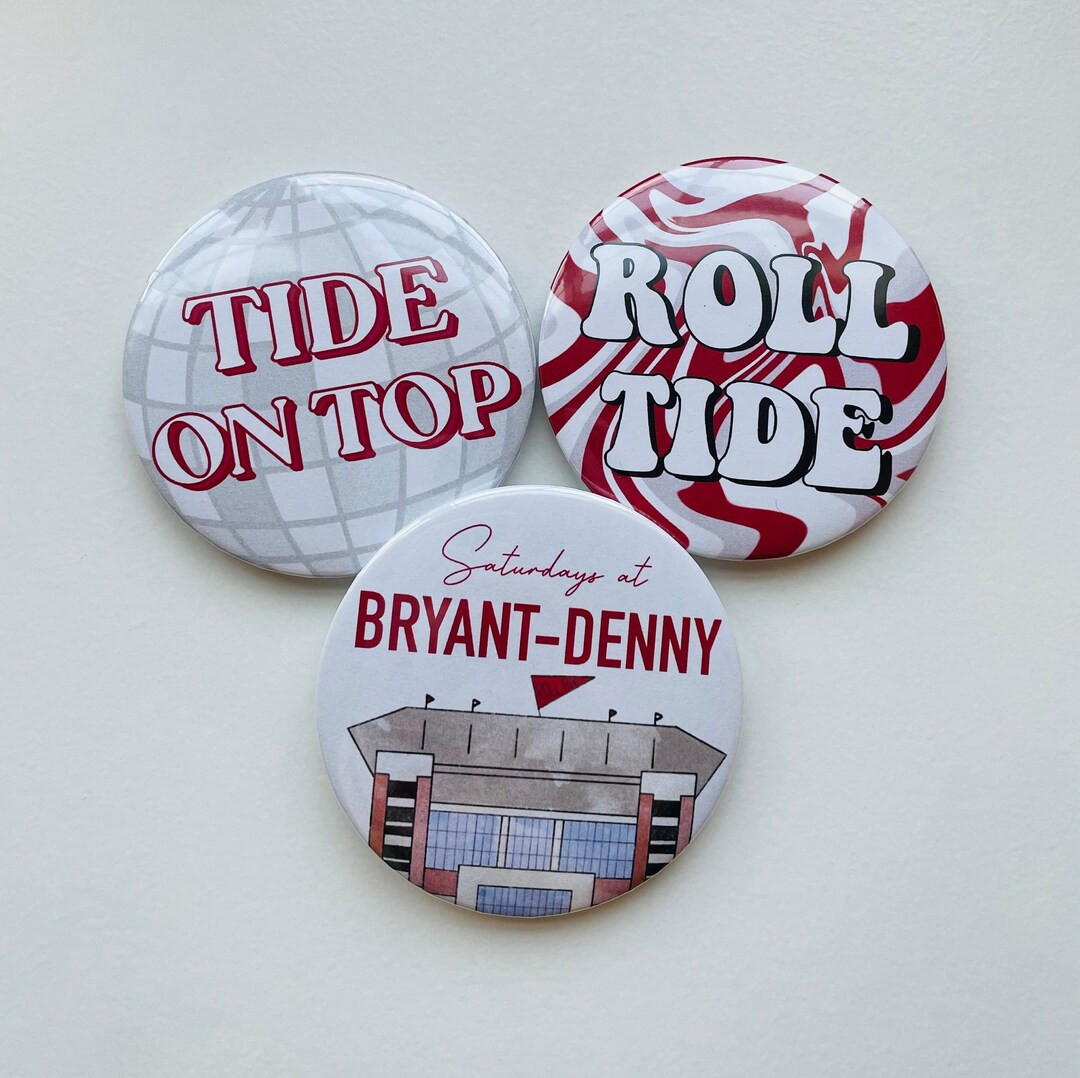 TIDE
ON TOP
ROLL
TIDE
Saturdays at
BRYANT-DENNY